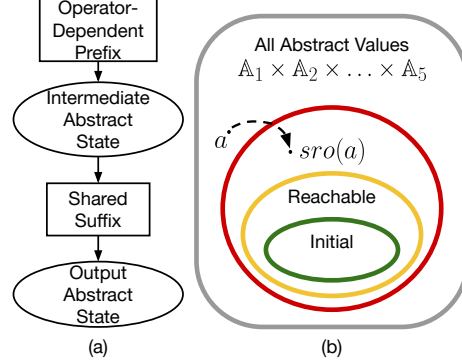 Operator-
Dependent
Prefix
Intermediate
Abstract
State
Shared
Suffix
Output
Abstract
State
(a)
All Abstract Values
𝔸₁ × 𝔸₂ × … × 𝔸₅
a
sro(a)
Reachable
Initial
(b)